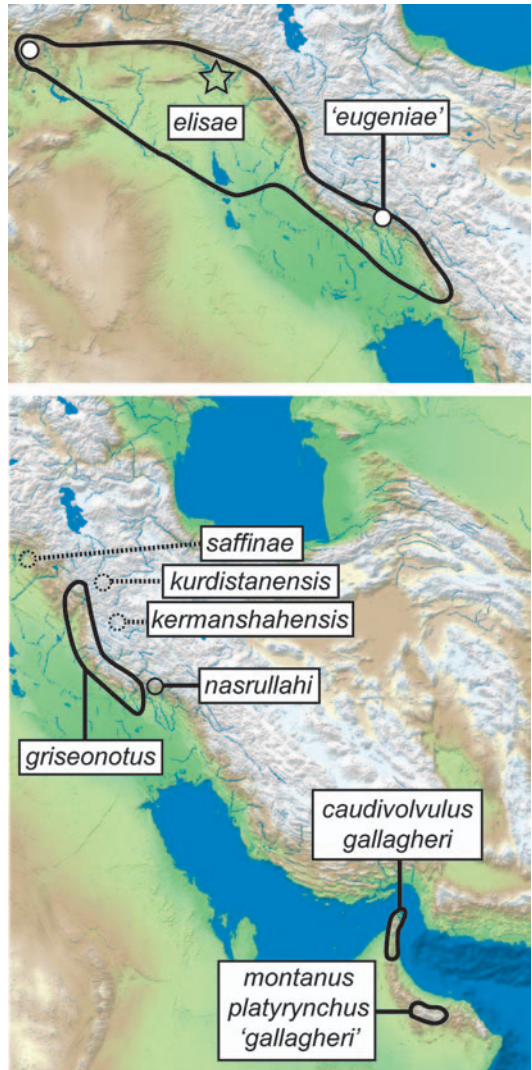 elisae
'eugeniae'
saffinae
kurdistanensis
kermanshahensis
nasrullahi
griseonotus
caudivolvulus
gallagheri
montanus
platyrynchus
'gallagheri'